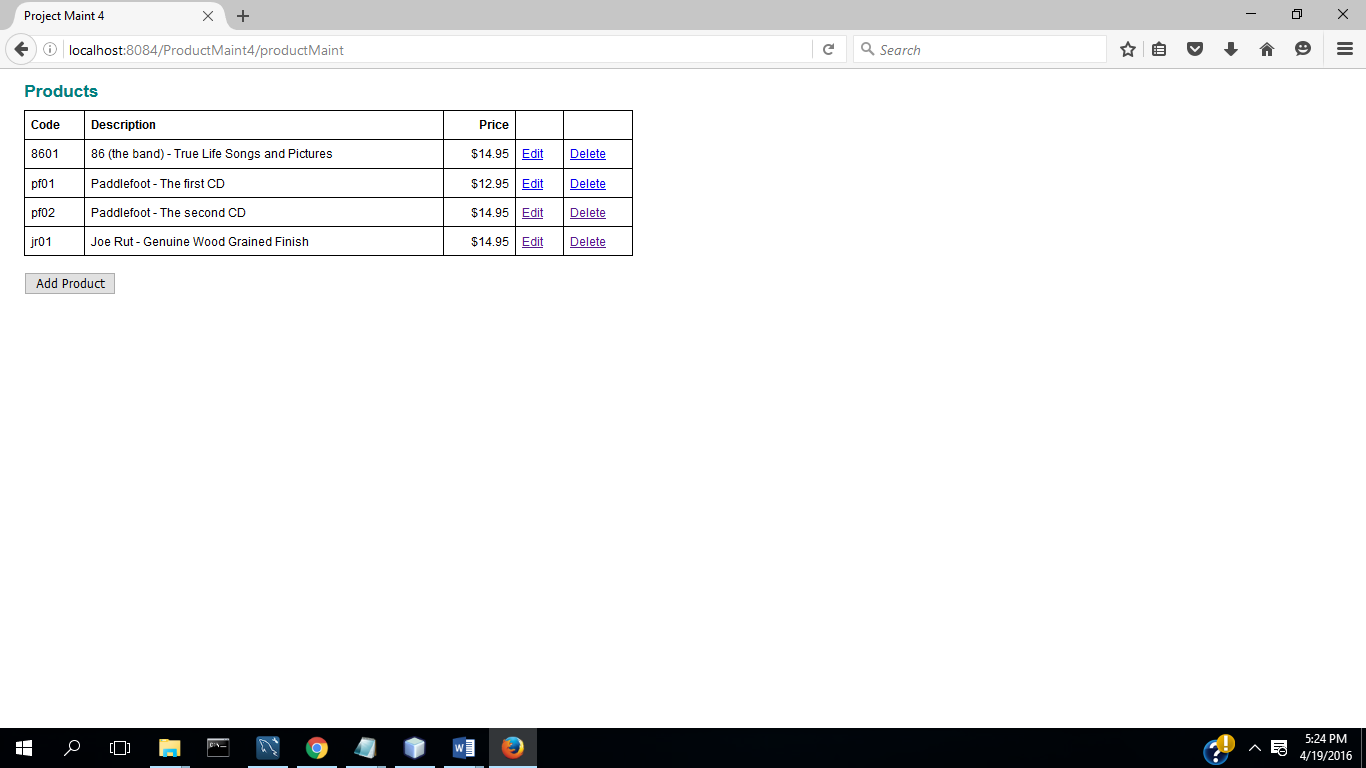 Project Maint 4
localhost:8084/ProductMaint4/productMaint
Search
Products
Code Description Price
8601 86 (the band) - True Life Songs and Pictures $14.95 Edit Delete
pf01 Paddlefoot - The first CD $12.95 Edit Delete
pf02 Paddlefoot - The second CD $14.95 Edit Delete
jr01 Joe Rut - Genuine Wood Grained Finish $14.95 Edit Delete
Add Product
5:24 PM
4/19/2016